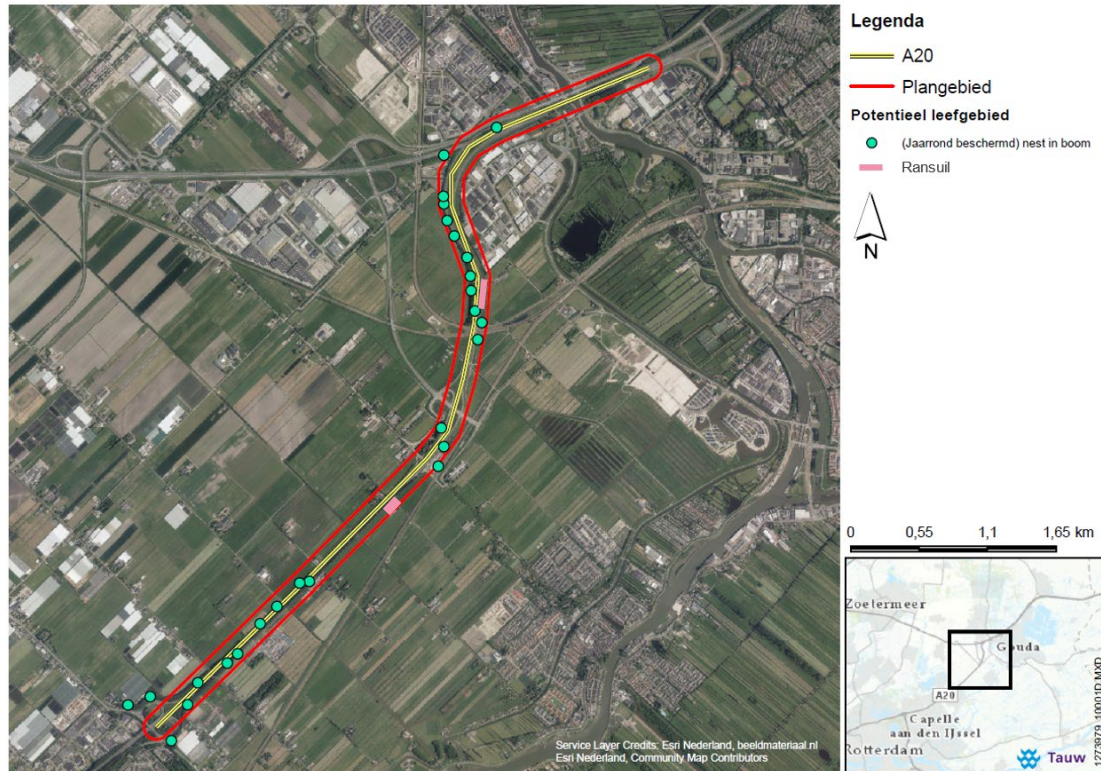 Legenda
A20
Plangebied
Potentieel leefgebied
(Jaarrond beschermd) nest in boom
Ransuil
N
0 0,55 1,1 1,65 km
Zoetermeer
Gouda
A20
Capelle
aan den IJssel
Rotterdam
Tauw
1273979_10001D.MXD
Service Layer Credits: Esri Nederland, beeldmateriaal.nl
Esri Nederland, Community Map Contributors